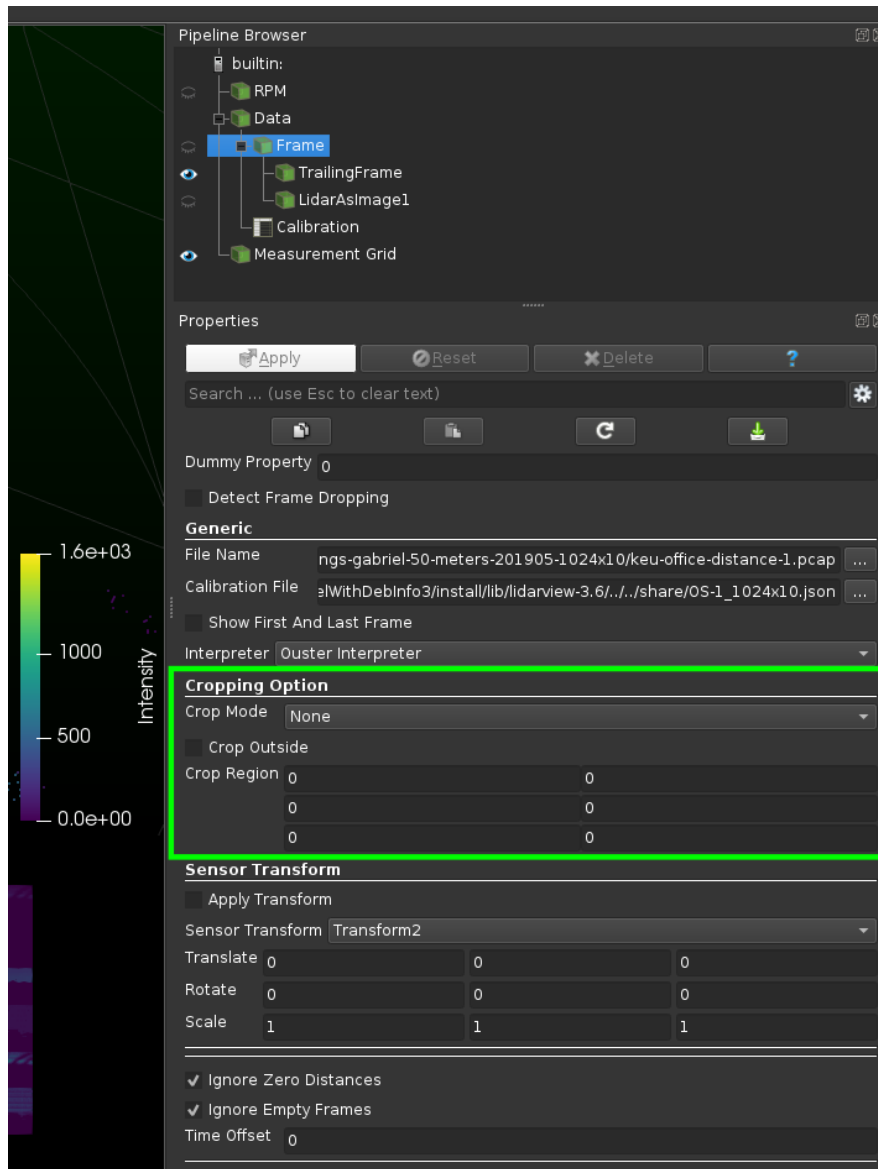 Pipeline Browser
builtin:
RPM
Data
Frame
TrailingFrame
LidarAsImage1
Calibration
Measurement Grid
Properties
Apply Reset Delete ?
Search ... (use Esc to clear text)
Dummy Property 0
Detect Frame Dropping
Generic
File Name ngs-gabriel-50-meters-201905-1024x10/keu-office-distance-1.pcap ...
Calibration File elWithDebInfo3/install/lib/lidarview-3.6/../../share/OS-1_1024x10.json ...
Show First And Last Frame
Interpreter Ouster Interpreter
Cropping Option
Crop Mode None
Crop Outside
Crop Region 0 0
0 0
0 0
Sensor Transform
Apply Transform
Sensor Transform Transform2
Translate 0 0 0
Rotate 0 0 0
Scale 1 1 1
Ignore Zero Distances
Ignore Empty Frames
Time Offset 0
1.6e+03
1000
500
0.0e+00
Intensity